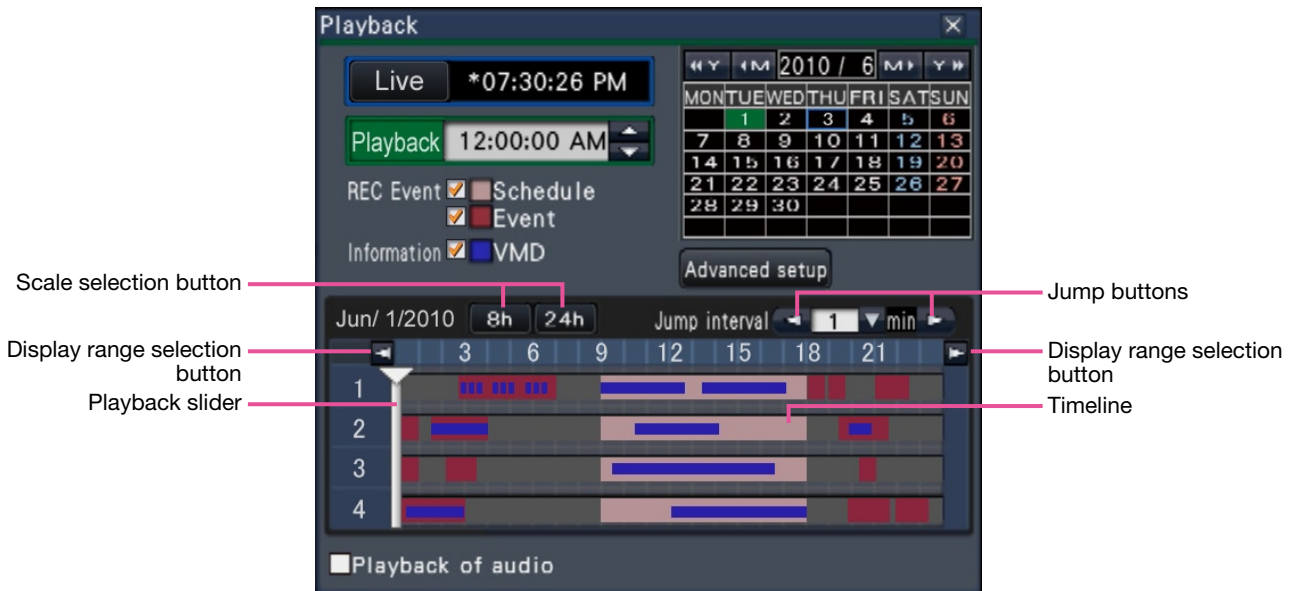 Playback
Live *07:30:26 PM
Playback 12:00:00 AM
REC Event Schedule
Event
Information VMD
Y M 2010 / 6 M Y
MON TUE WED THU FRI SAT SUN
1 2 3 4 5 6
7 8 9 10 11 12 13
14 15 16 17 18 19 20
21 22 23 24 25 26 27
28 29 30
Advanced setup
Scale selection button
Jump buttons
Jun/ 1/2010 8h 24h Jump interval 1 min
Display range selection
button
3 6 9 12 15 18 21
Display range selection
button
Playback slider
Timeline
1
2
3
4
Playback of audio